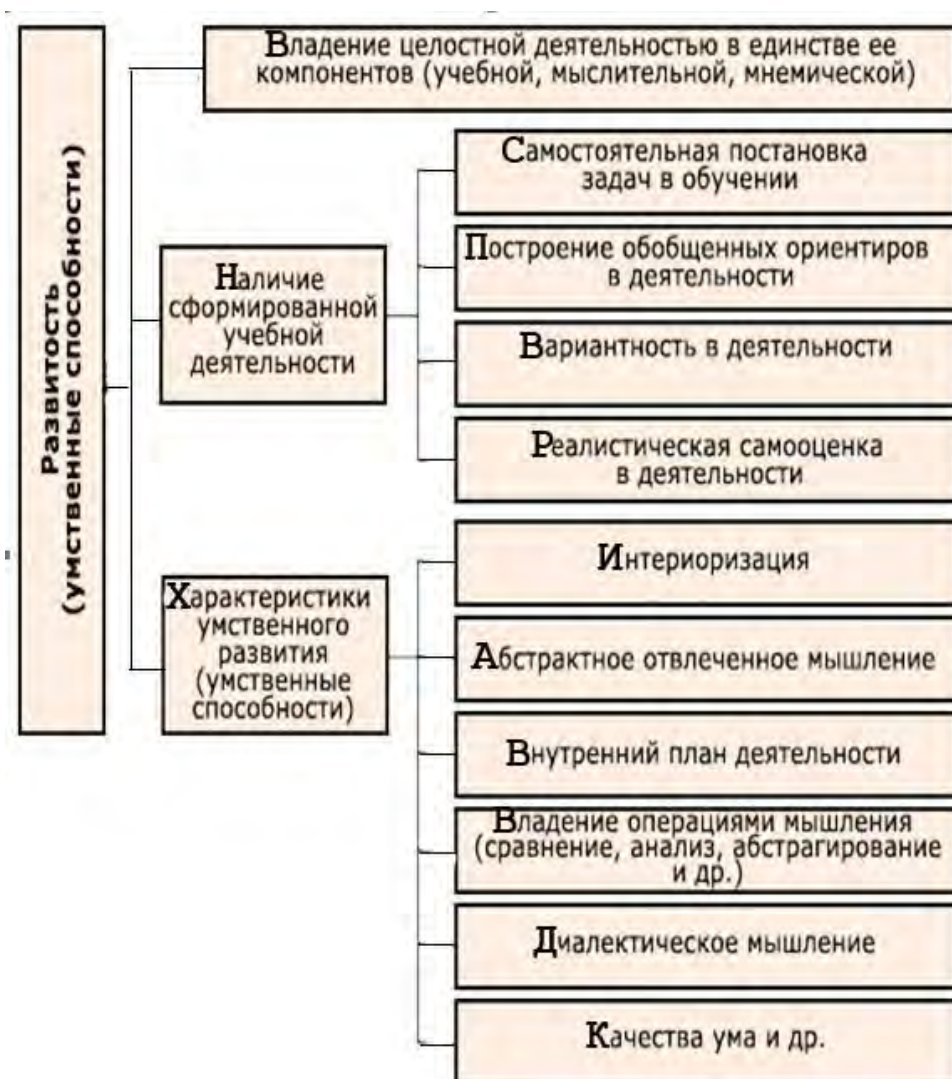 Развитость
(умственные способности)
Владение целостной деятельностью в единстве ее
компонентов (учебной, мыслительной, мнемической)
Наличие
сформированной
учебной
деятельности
Самостоятельная постановка
задач в обучении
Построение обобщенных ориентиров
в деятельности
Вариантность в деятельности
Реалистическая самооценка
в деятельности
Характеристики
умственного
развития
(умственные
способности)
Интериоризация
Абстрактное отвлеченное мышление
Внутренний план деятельности
Владение операциями мышления
(сравнение, анализ, абстрагирование
и др.)
Диалектическое мышление
Качества ума и др.